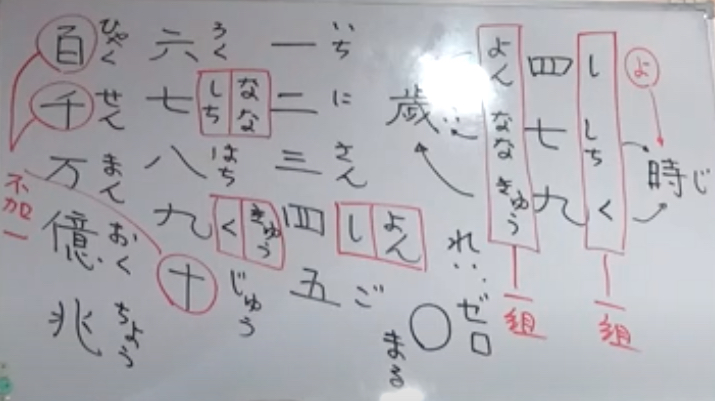 よ
時じ
し しち く
一組
四 七 九
よん なな きゅう
一組
歳
れい ゼロ
〇 まる
いち に さん
一 二 三 四 五
よん
し
ご
ろく なな はち きゅう じゅう
しち く
六 七 八 九 十
ひゃく せん まん おく ちょう
百 千 万 億 兆
不加一